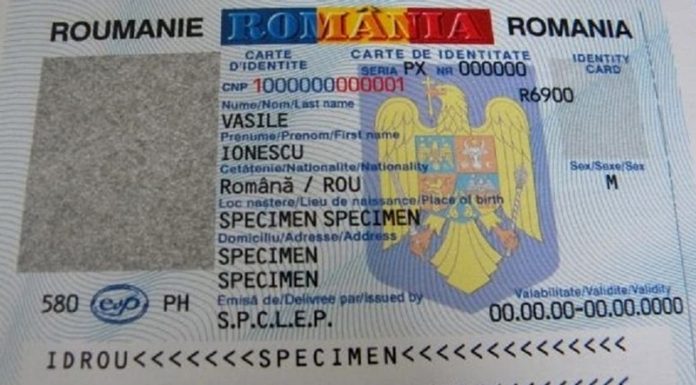 ROUMANIE ROMÂNIA ROMANIA
CARTE D'IDENTITE
CARTE DE IDENTITATE
IDENTITY CARD
SERIA PX NR 000000
CNP 1000000000001
R6900
Nume/Nom/Last name
VASILE
Prenume/Prenom/First name
IONESCU
Cetățenie/Nationalite/Nationality
Română / ROU
Sex/Sexe/Sex
M
Loc naștere/Lieu de naissance/Place of birth
SPECIMEN SPECIMEN
Domiciliu/Adresse/Address
SPECIMEN
SPECIMEN
Emisă de/Delivree par/Issued by
S.P.C.L.E.P.
Valabilitate/Validite/Validity
00.00.00-00.00.0000
580 PH
IDROU<<<<<<<<SPECIMEN<<<<<<<<<<<<<<<